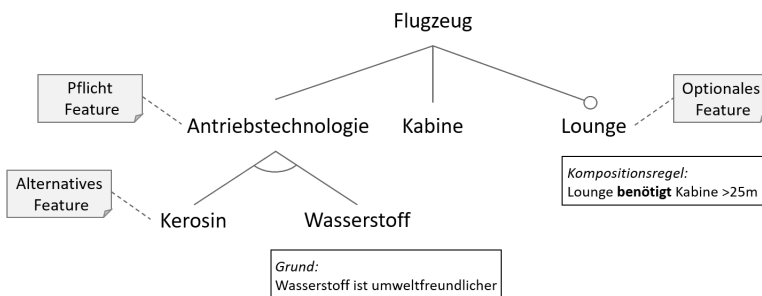 Flugzeug
Pflicht
Feature
Optionales
Feature
Antriebstechnologie
Kabine
Lounge
Kompositionsregel:
Lounge benötigt Kabine >25m
Alternatives
Feature
Kerosin
Wasserstoff
Grund:
Wasserstoff ist umweltfreundlicher